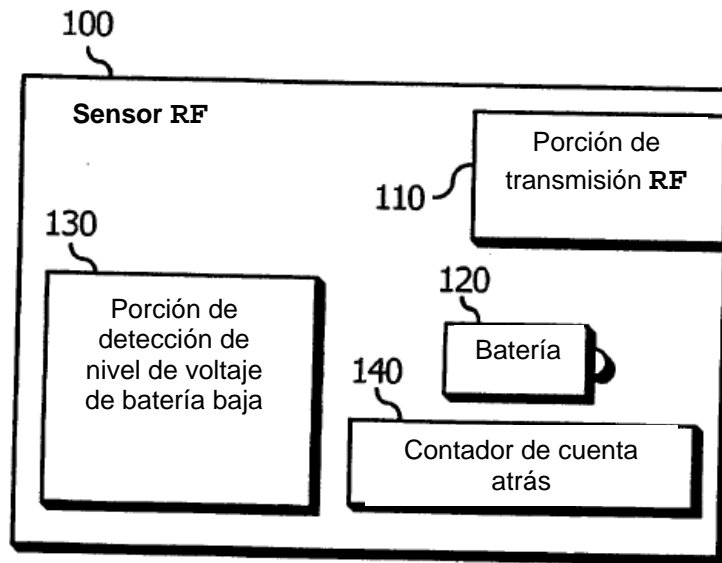 100
Sensor RF
Porción de
transmisión RF
110
130
Porción de
detección de
nivel de voltaje
de batería baja
120
Batería
140
Contador de cuenta
atrás